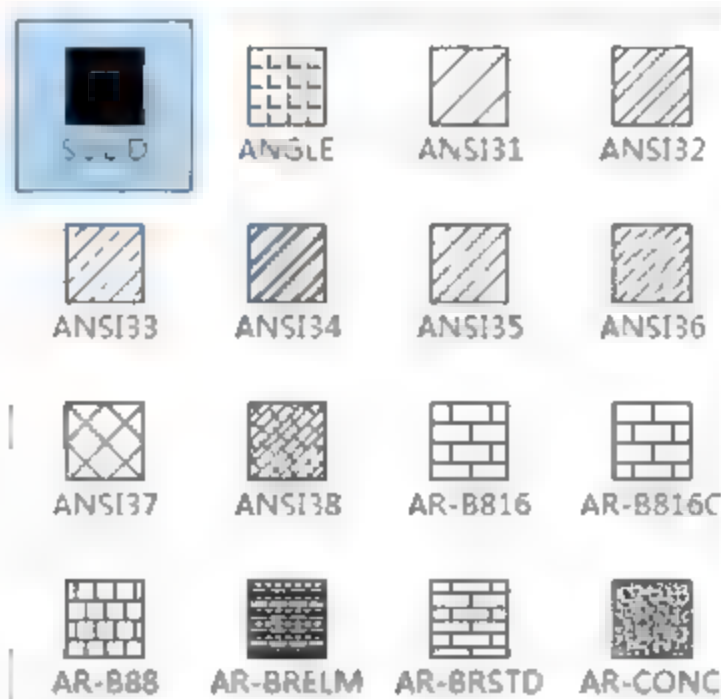 SOLID ANGLE ANSI31 ANSI32
ANSI33 ANSI34 ANSI35 ANSI36
ANSI37 ANSI38 AR-B816 AR-B816C
AR-B88 AR-BRELM AR-BRSTD AR-CONC